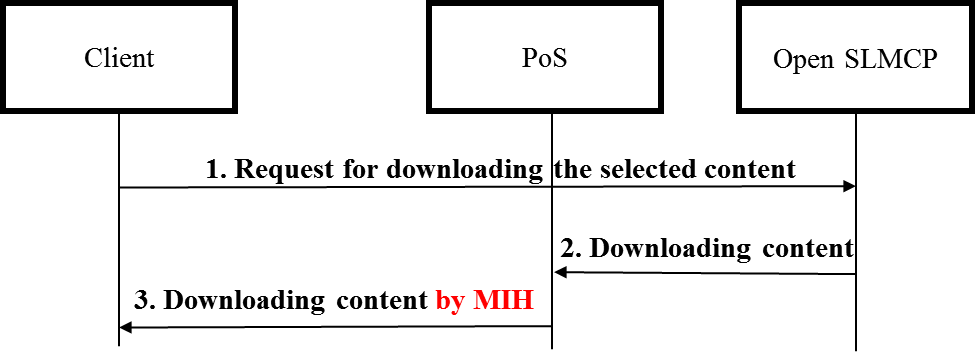 Client
PoS
Open SLMCP
1. Request for downloading the selected content
2. Downloading content
3. Downloading content by MIH